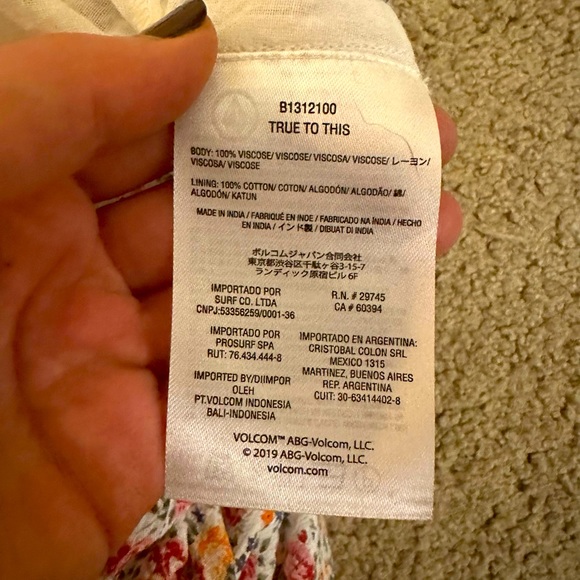 B1312100
TRUE TO THIS
BODY: 100% VISCOSE/ VISCOSE/ VISCOSA/ VISCOSE/ レーヨン/
VISCOSA/ VISCOSE
LINING: 100% COTTON/ COTON/ ALGODÓN/ ALGODÃO/ 綿/
ALGODÓN/ KATUN
MADE IN INDIA / FABRIQUÉ EN INDE / FABRICADO NA ÍNDIA / HECHO
EN INDIA / インド製 / DIBUAT DI INDIA
ボルコムジャパン合同会社
東京都渋谷区千駄ヶ谷3-15-7
ランディック原宿ビル 6F
IMPORTADO POR
SURF CO. LTDA
CNPJ:53356259/0001-36
R.N. # 29745
CA # 60394
IMPORTADO POR
PROSURF SPA
RUT: 76.434.444-8
IMPORTADO EN ARGENTINA:
CRISTOBAL COLON SRL
MEXICO 1315
MARTINEZ, BUENOS AIRES
REP. ARGENTINA
CUIT: 30-63414402-8
IMPORTED BY/DIIMPOR
OLEH
PT.VOLCOM INDONESIA
BALI-INDONESIA
VOLCOM™ ABG-Volcom, LLC.
© 2019 ABG-Volcom, LLC.
volcom.com